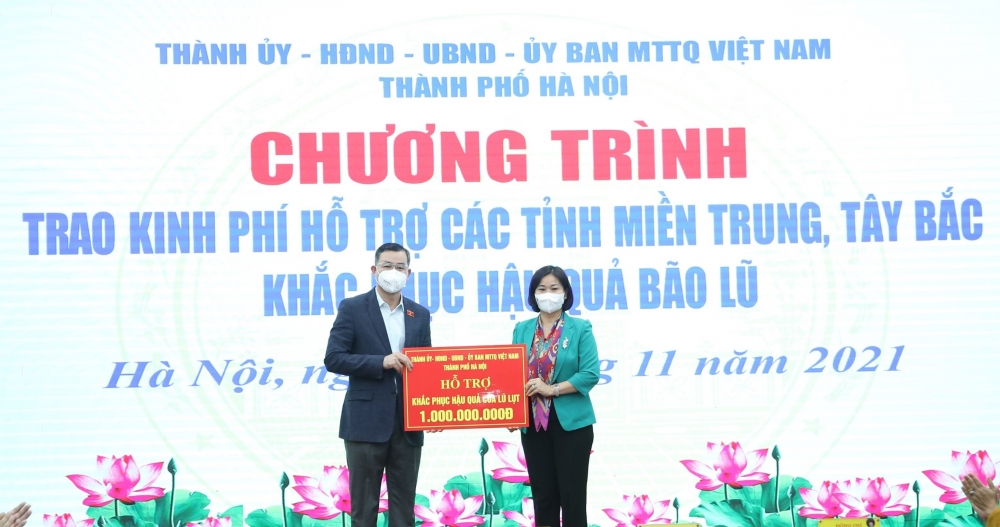 THÀNH ỦY - HĐND - UBND - ỦY BAN MTTQ VIỆT NAM
THÀNH PHỐ HÀ NỘI
CHƯƠNG TRÌNH
TRAO KINH PHÍ HỖ TRỢ CÁC TỈNH MIỀN TRUNG, TÂY BẮC
KHẮC PHỤC HẬU QUẢ BÃO LŨ
Hà Nội, 11 năm 2021
THÀNH ỦY - HĐND - UBND - ỦY BAN MTTQ VIỆT NAM
THÀNH PHỐ HÀ NỘI
HỖ TRỢ
KHẮC PHỤC HẬU QUẢ CỦA LŨ LỤT
1.000.000.000Đ